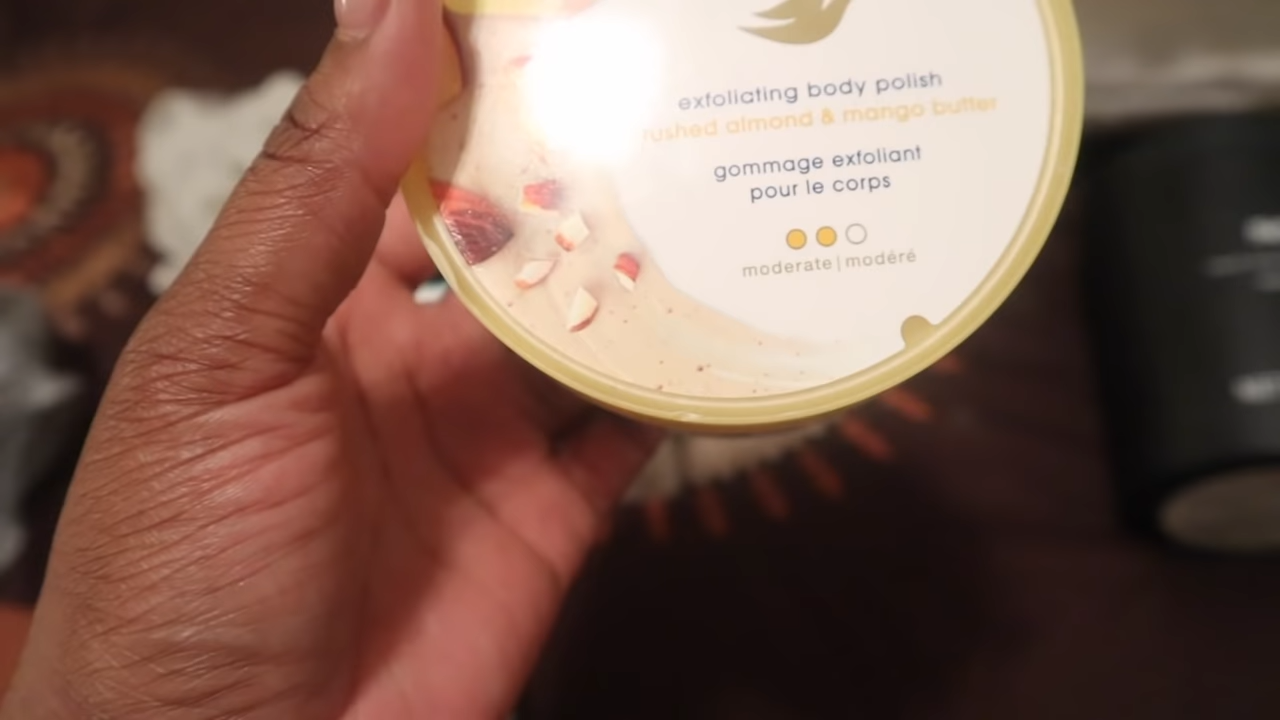 exfoliating body polish
rushed almond & mango butter
gommage exfoliant
pour le corps
moderate | modéré